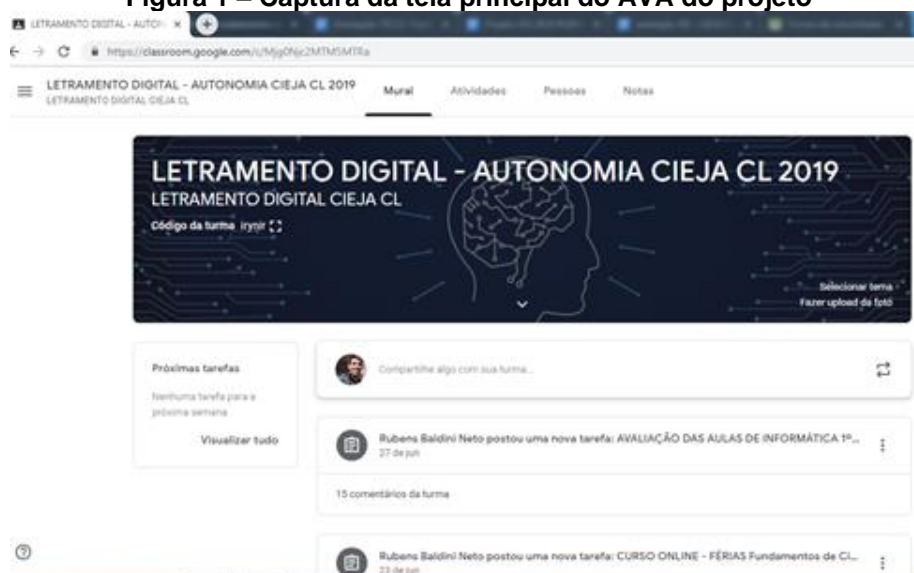 Figura 1 – Captura da tela principal do AVA do projeto
LETRAMENTO DIGITAL - AUTO
https://classroom.google.com
LETRAMENTO DIGITAL - AUTONOMIA CIEJA CL 2019
LETRAMENTO DIGITAL CIEJA CL
Mural
Atividades
Pessoas
Notas
LETRAMENTO DIGITAL - AUTONOMIA CIEJA CL 2019
LETRAMENTO DIGITAL CIEJA CL
Código da turma irynir
Selecionar tema
Fazer upload da foto
Próximas tarefas
Nenhuma tarefa para a
próxima semana
Visualizar tudo
Compartilhe algo com sua turma...
Rubens Baldini Neto postou uma nova tarefa: AVALIAÇÃO DAS AULAS DE INFORMÁTICA 1º...
27 de jun
15 comentários da turma
Rubens Baldini Neto postou uma nova tarefa: CURSO ONLINE - FÉRIAS Fundamentos de Ci...
23 de jun